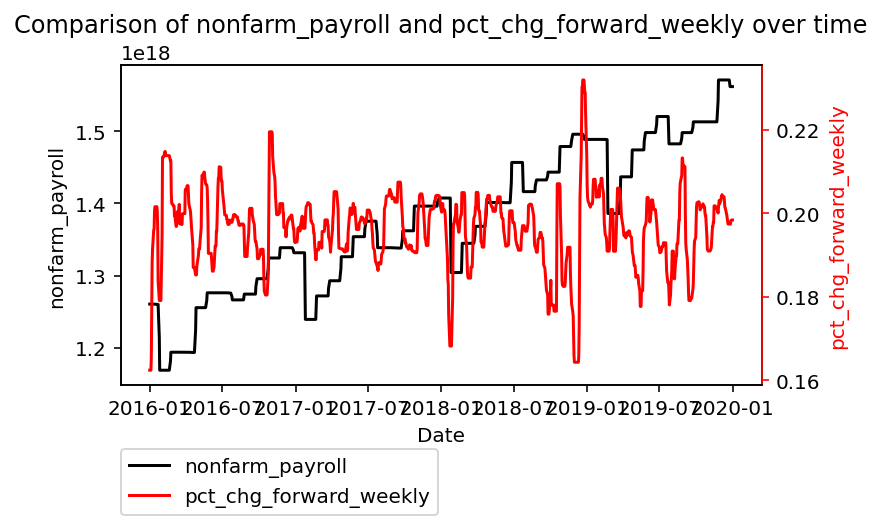 Comparison of nonfarm_payroll and pct_chg_forward_weekly over time
1e18
1.5
1.4
1.3
1.2
nonfarm_payroll
0.22
0.20
0.18
0.16
pct_chg_forward_weekly
2016-01 2016-07 2017-01 2017-07 2018-01 2018-07 2019-01 2019-07 2020-01
Date
nonfarm_payroll
pct_chg_forward_weekly